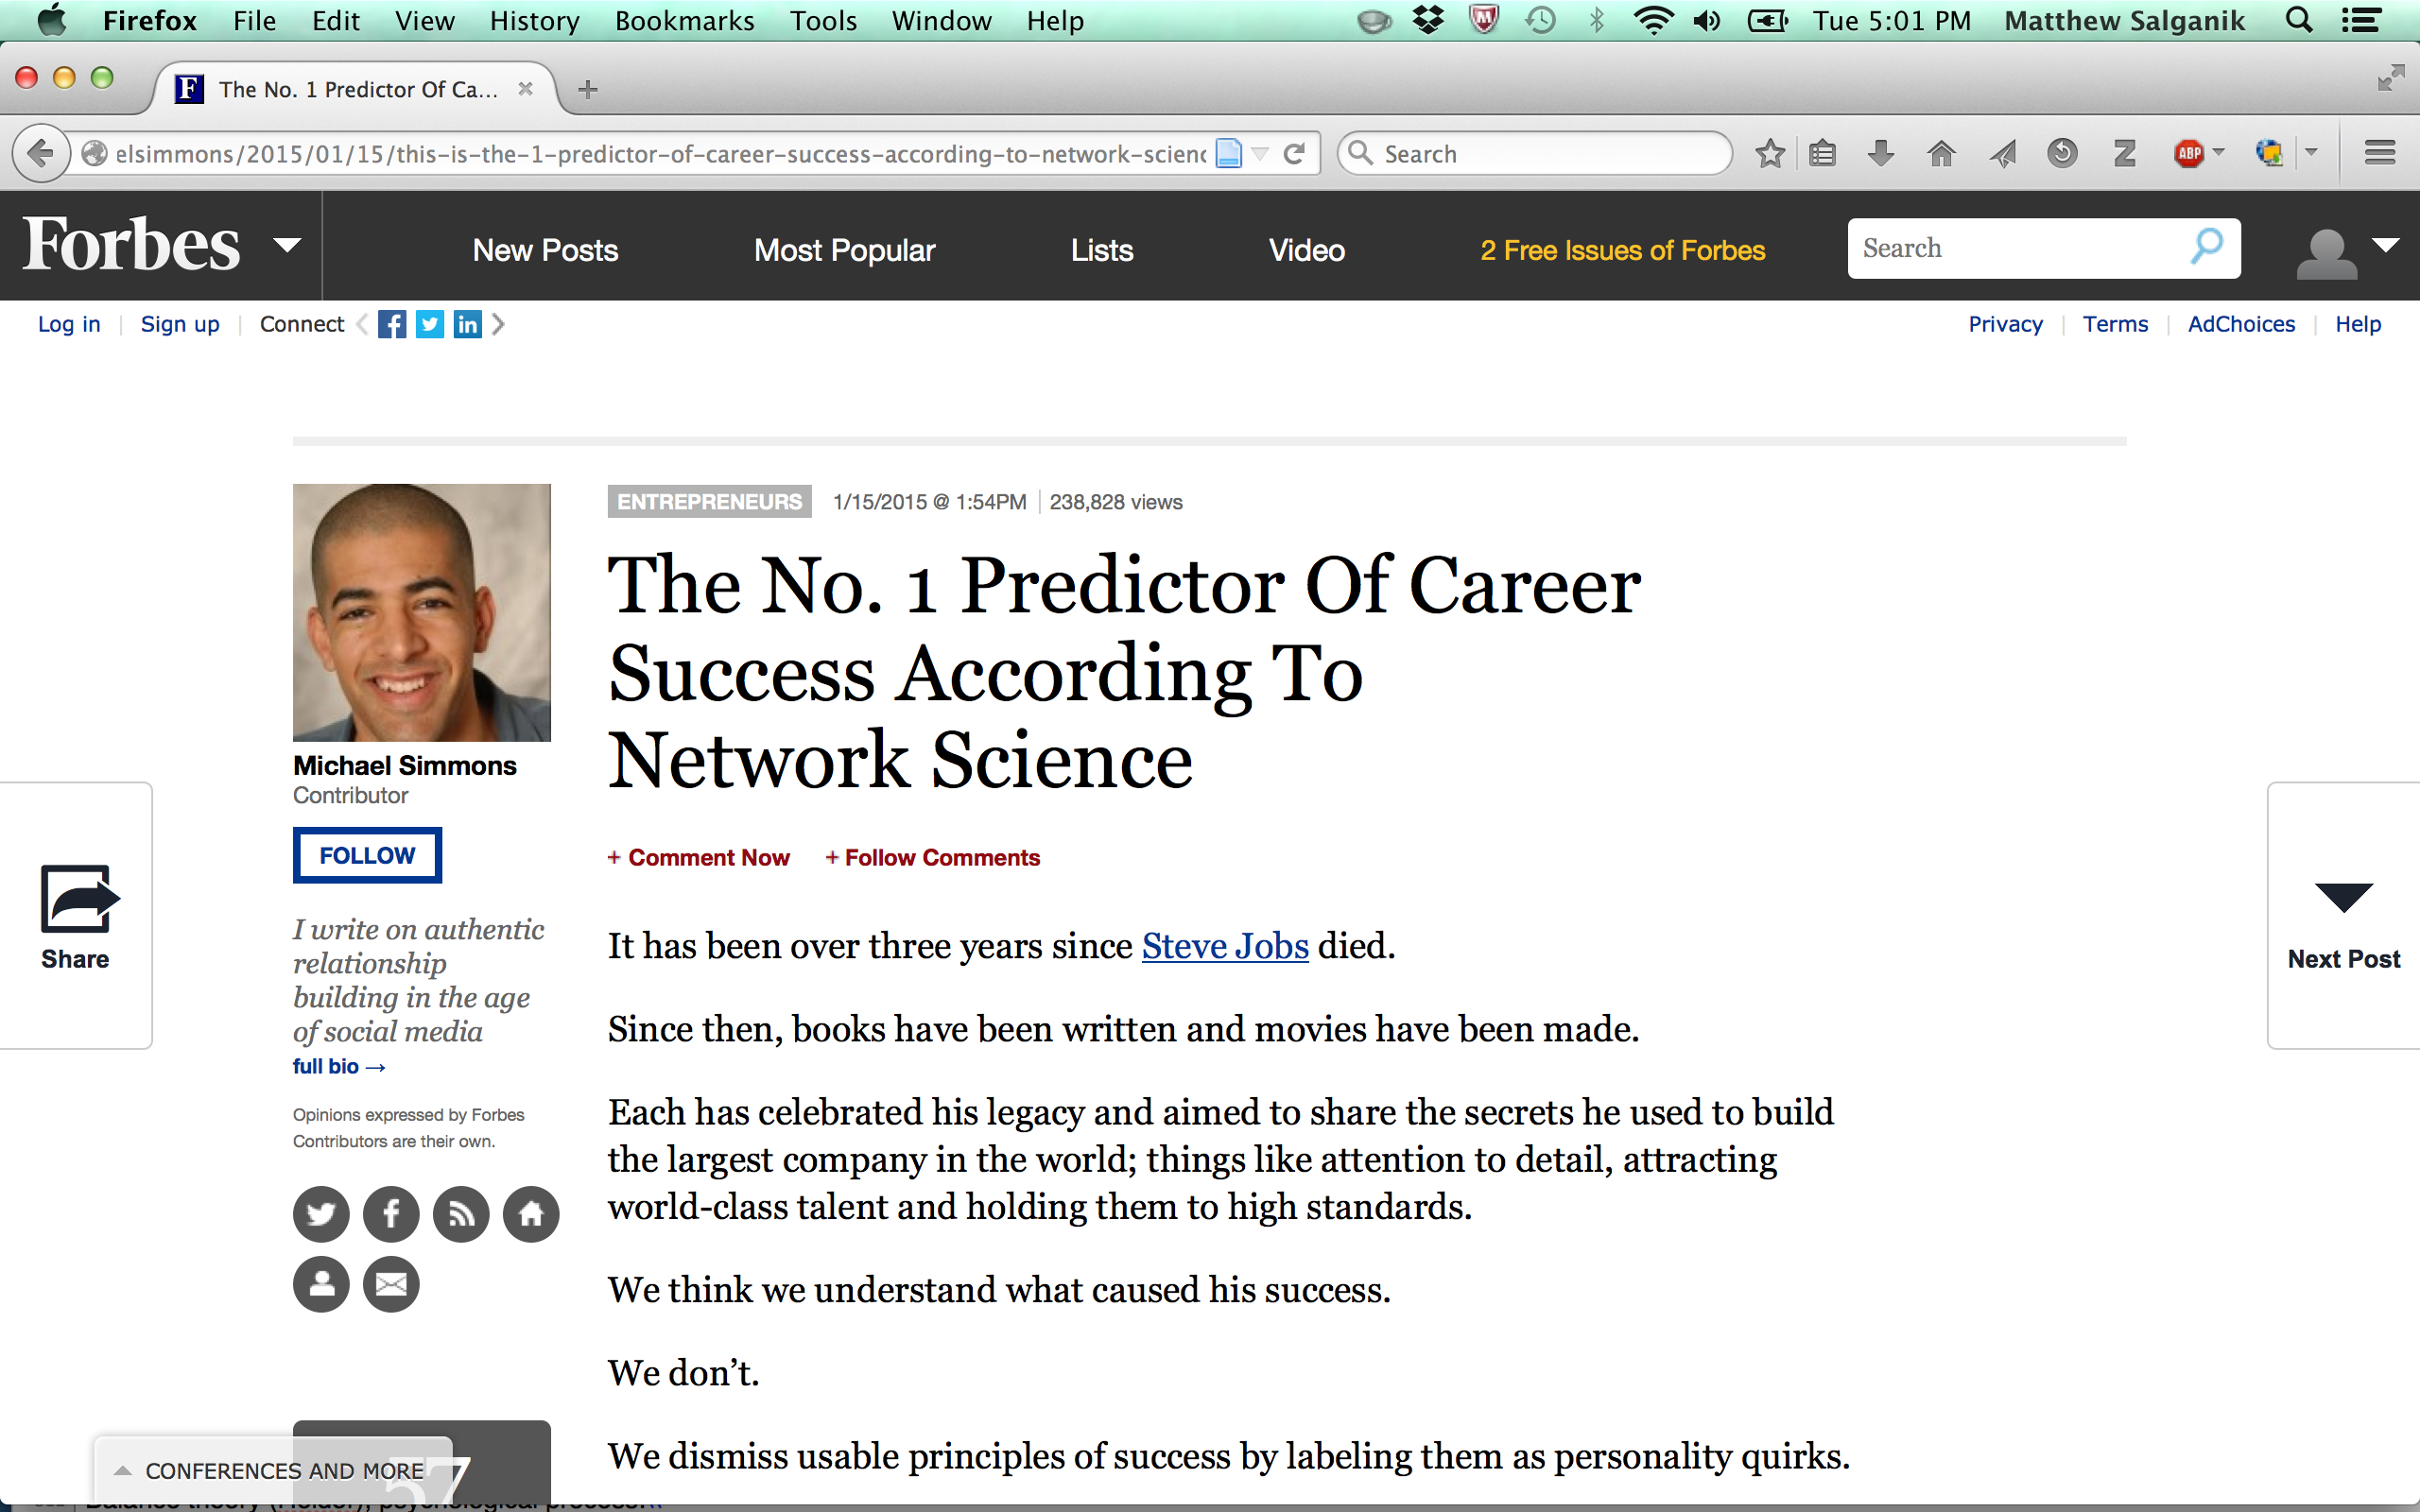 Firefox File Edit View History Bookmarks Tools Window Help Tue 5:01 PM Matthew Salganik
F The No. 1 Predictor Of Ca...
elsimmons/2015/01/15/this-is-the-1-predictor-of-career-success-according-to-network-scienc Search Z ABP
Forbes New Posts Most Popular Lists Video 2 Free Issues of Forbes Search
Log in Sign up Connect f in Privacy Terms AdChoices Help
ENTREPRENEURS 1/15/2015 @ 1:54PM 238,828 views
The No. 1 Predictor Of Career
Success According To
Network Science
Michael Simmons
Contributor
FOLLOW
I write on authentic
relationship
building in the age
of social media
full bio →
Opinions expressed by Forbes
Contributors are their own.
Share
Next Post
+ Comment Now + Follow Comments
It has been over three years since Steve Jobs died.
Since then, books have been written and movies have been made.
Each has celebrated his legacy and aimed to share the secrets he used to build
the largest company in the world; things like attention to detail, attracting
world-class talent and holding them to high standards.
We think we understand what caused his success.
We don't.
We dismiss usable principles of success by labeling them as personality quirks.
57
CONFERENCES AND MORE